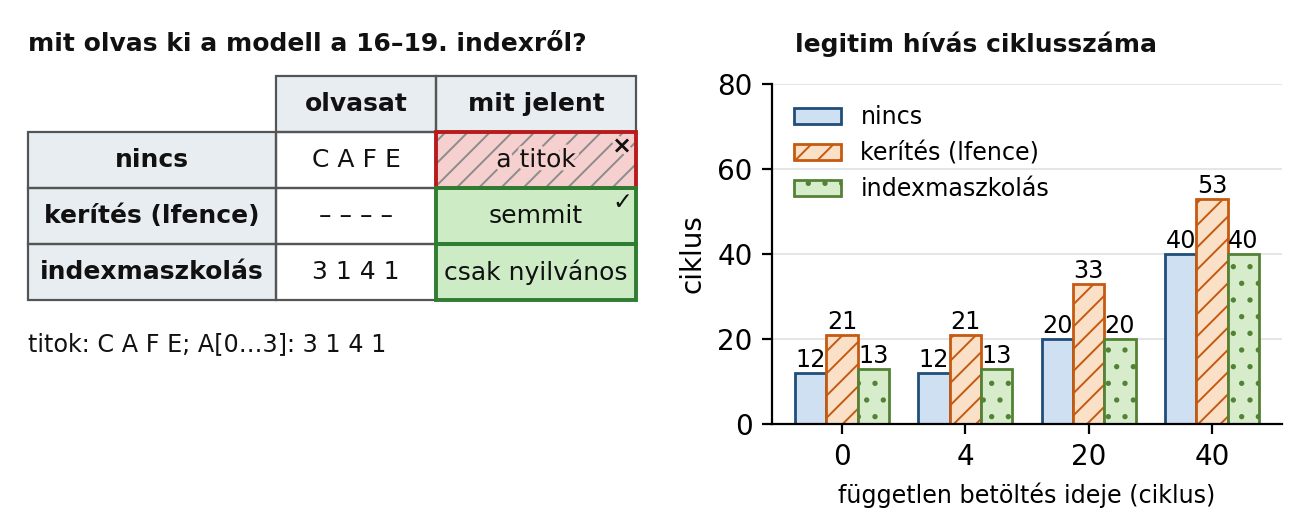 mit olvas ki a modell a 16–19. indexről?
olvasat mit jelent
nincs C A F E a titok ×
kerítés (lfence) – – – – semmit ✓
indexmaszkolás 3 1 4 1 csak nyilvános
titok: C A F E; A[0…3]: 3 1 4 1
legitim hívás ciklusszáma
nincs
kerítés (lfence)
indexmaszkolás
ciklus
80
60
40
20
0
12 21 13
12 21 13
20 33 20
40 53 40
0 4 20 40
független betöltés ideje (ciklus)